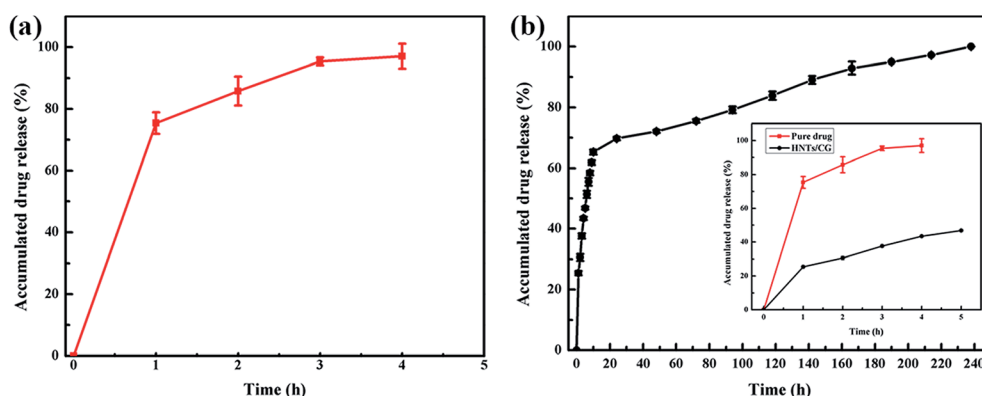 (a)
Accumulated drug release (%)
100
80
60
40
20
0
0 1 2 3 4 5
Time (h)
(b)
Accumulated drug release (%)
100
80
60
40
20
0
0 20 40 60 80 100 120 140 160 180 200 220 240
Time (h)
Pure drug
HNTs/CG
Accumulated drug release (%)
100
80
60
40
20
0
0 1 2 3 4 5
Time (h)